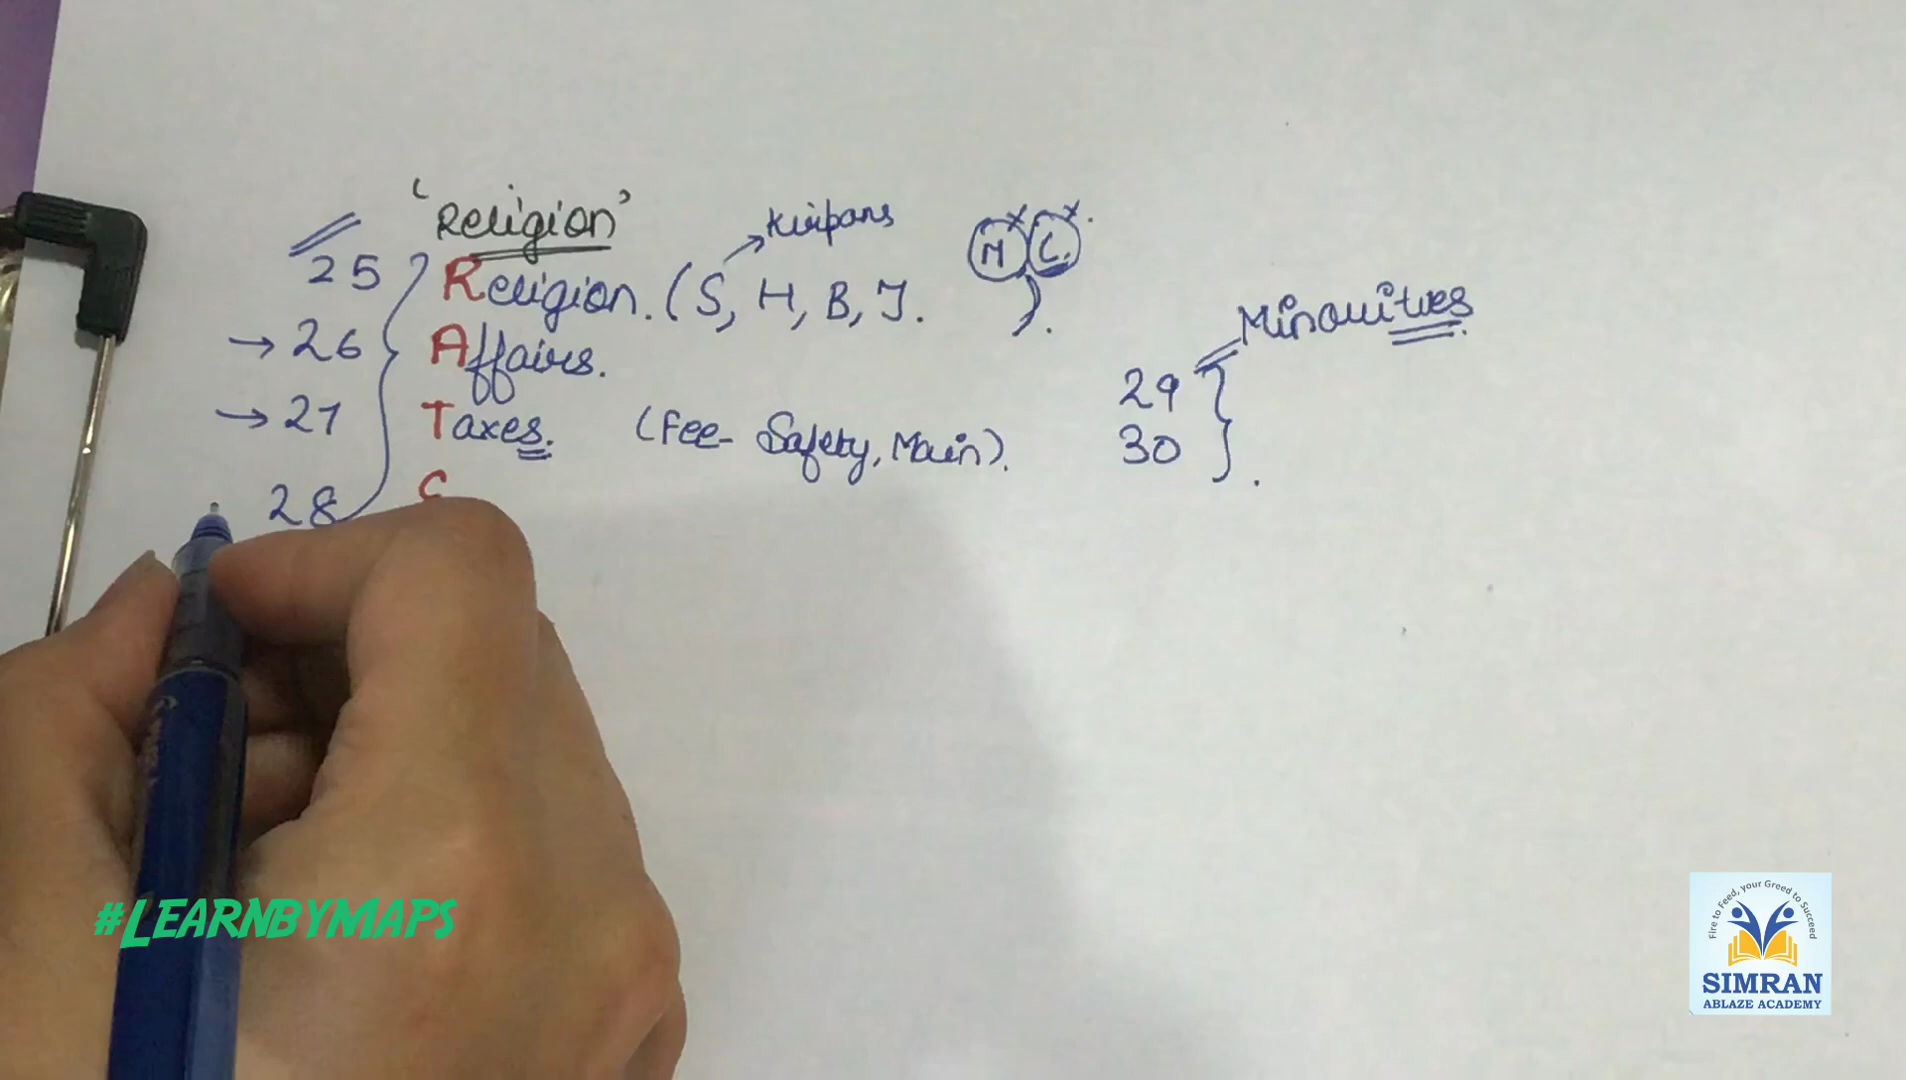 'Religion'
Kirpans
25 Religion. (S, H, B, J. M C ).
→ 26 Affairs.
→ 27 Taxes. (Fee- Safety, Main).
28 C
Minorities
29
30
#LEARNBYMAPS
Fire to Feed, your Greed to Succeed
SIMRAN
ABLAZE ACADEMY